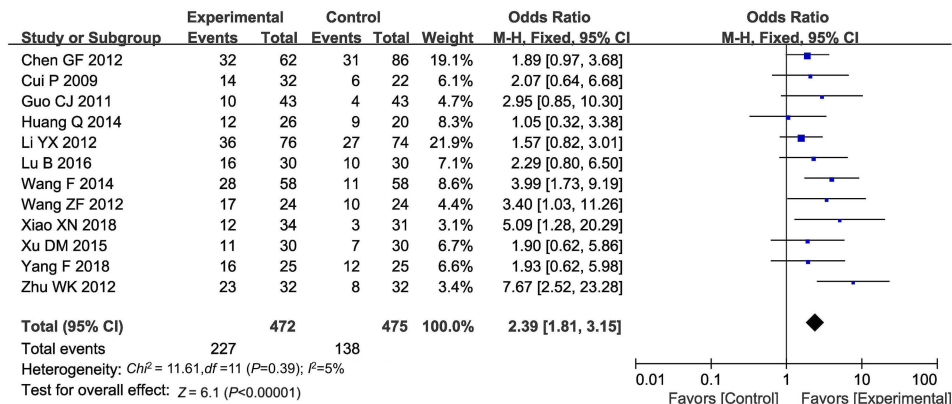 Experimental Control Odds Ratio Odds Ratio
Study or Subgroup Events Total Events Total Weight M-H, Fixed, 95% CI M-H, Fixed, 95% CI
Chen GF 2012 32 62 31 86 19.1% 1.89 [0.97, 3.68]
Cui P 2009 14 32 6 22 6.1% 2.07 [0.64, 6.68]
Guo CJ 2011 10 43 4 43 4.7% 2.95 [0.85, 10.30]
Huang Q 2014 12 26 9 20 8.3% 1.05 [0.32, 3.38]
Li YX 2012 36 76 27 74 21.9% 1.57 [0.82, 3.01]
Lu B 2016 16 30 10 30 7.1% 2.29 [0.80, 6.50]
Wang F 2014 28 58 11 58 8.6% 3.99 [1.73, 9.19]
Wang ZF 2012 17 24 10 24 4.4% 3.40 [1.03, 11.26]
Xiao XN 2018 12 34 3 31 3.1% 5.09 [1.28, 20.29]
Xu DM 2015 11 30 7 30 6.7% 1.90 [0.62, 5.86]
Yang F 2018 16 25 12 25 6.6% 1.93 [0.62, 5.98]
Zhu WK 2012 23 32 8 32 3.4% 7.67 [2.52, 23.28]
Total (95% CI) 472 475 100.0% 2.39 [1.81, 3.15]
Total events 227 138
Heterogeneity: Chi² = 11.61,df =11 (P=0.39); I²=5%
Test for overall effect: Z = 6.1 (P<0.00001)
0.01 0.1 1 10 100
Favors [Control] Favors [Experimental]